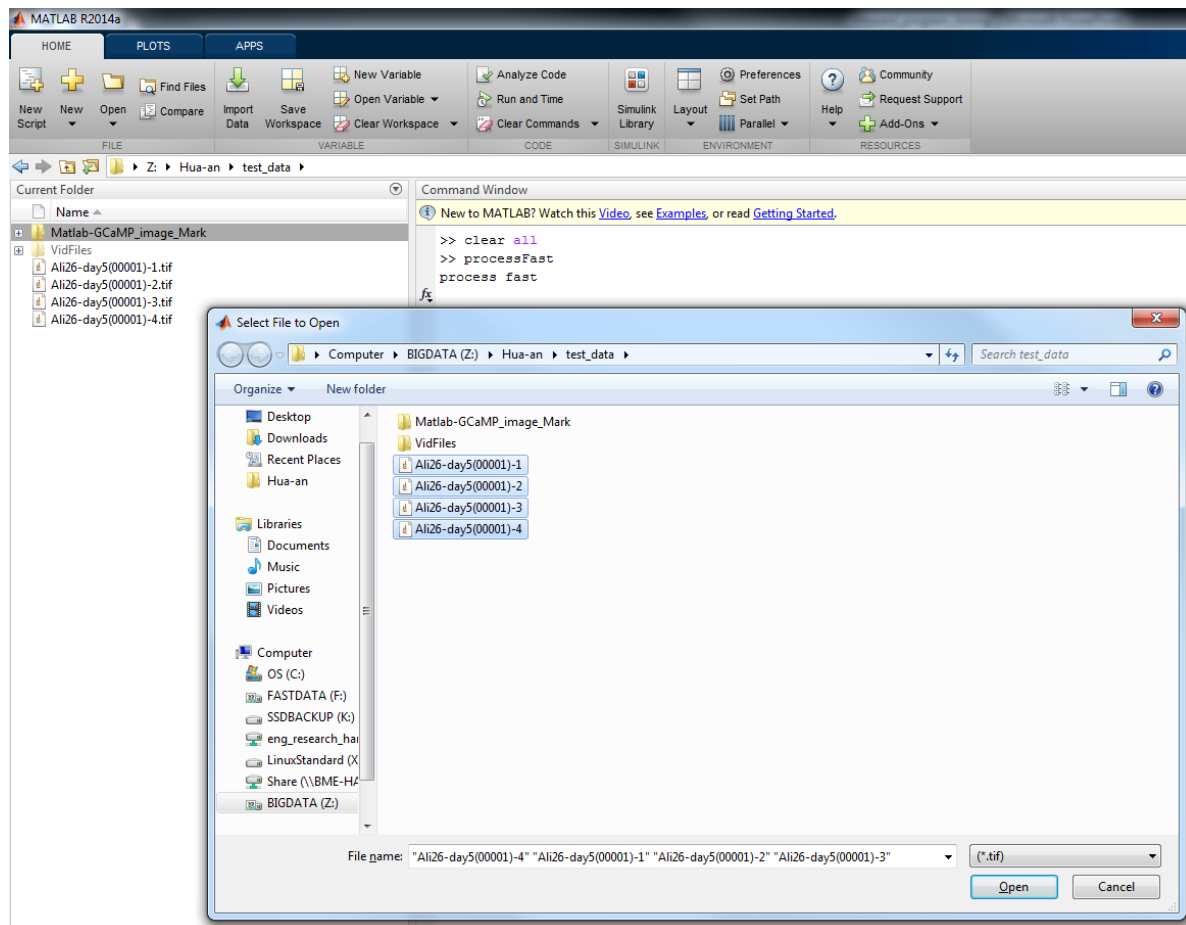 MATLAB R2014a
HOME PLOTS APPS
New Script
New
Open
Find Files
Compare
FILE
Import Data
Save Workspace
New Variable
Open Variable
Clear Workspace
VARIABLE
Analyze Code
Run and Time
Clear Commands
CODE
Simulink Library
SIMULINK
Layout
Preferences
Set Path
Parallel
ENVIRONMENT
Help
Community
Request Support
Add-Ons
RESOURCES
Z: Hua-an test_data
Current Folder
Name
Matlab-GCaMP_image_Mark
VidFiles
Ali26-day5(00001)-1.tif
Ali26-day5(00001)-2.tif
Ali26-day5(00001)-3.tif
Ali26-day5(00001)-4.tif
Command Window
New to MATLAB? Watch this Video, see Examples, or read Getting Started.
>> clear all
>> processFast
process fast
fx
Select File to Open
Computer BIGDATA (Z:) Hua-an test_data
Search test_data
Organize New folder
Desktop
Downloads
Recent Places
Hua-an
Libraries
Documents
Music
Pictures
Videos
Computer
OS (C:)
FASTDATA (F:)
SSDBACKUP (K:)
eng_research_ha
LinuxStandard (X
Share (\\BME-HA
BIGDATA (Z:)
Matlab-GCaMP_image_Mark
VidFiles
Ali26-day5(00001)-1
Ali26-day5(00001)-2
Ali26-day5(00001)-3
Ali26-day5(00001)-4
File name: "Ali26-day5(00001)-4" "Ali26-day5(00001)-1" "Ali26-day5(00001)-2" "Ali26-day5(00001)-3"
(*.tif)
Open
Cancel